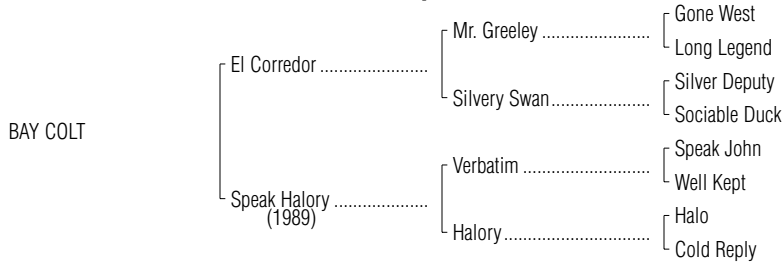 Gone West
Mr. Greeley ........................
Long Legend
El Corredor ........................
Silver Deputy
Silvery Swan........................
Sociable Duck
BAY COLT
Speak John
Verbatim ............................
Well Kept
Speak Halory .....................
(1989)
Halo
Halory................................
Cold Reply